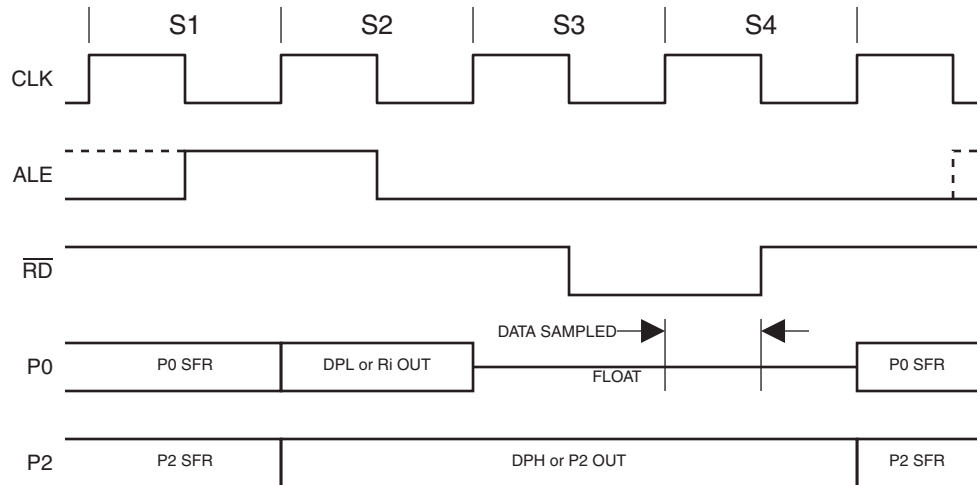 S1 S2 S3 S4
CLK
ALE
RD
DATA SAMPLED
P0 P0 SFR DPL or Ri OUT FLOAT P0 SFR
P2 P2 SFR DPH or P2 OUT P2 SFR